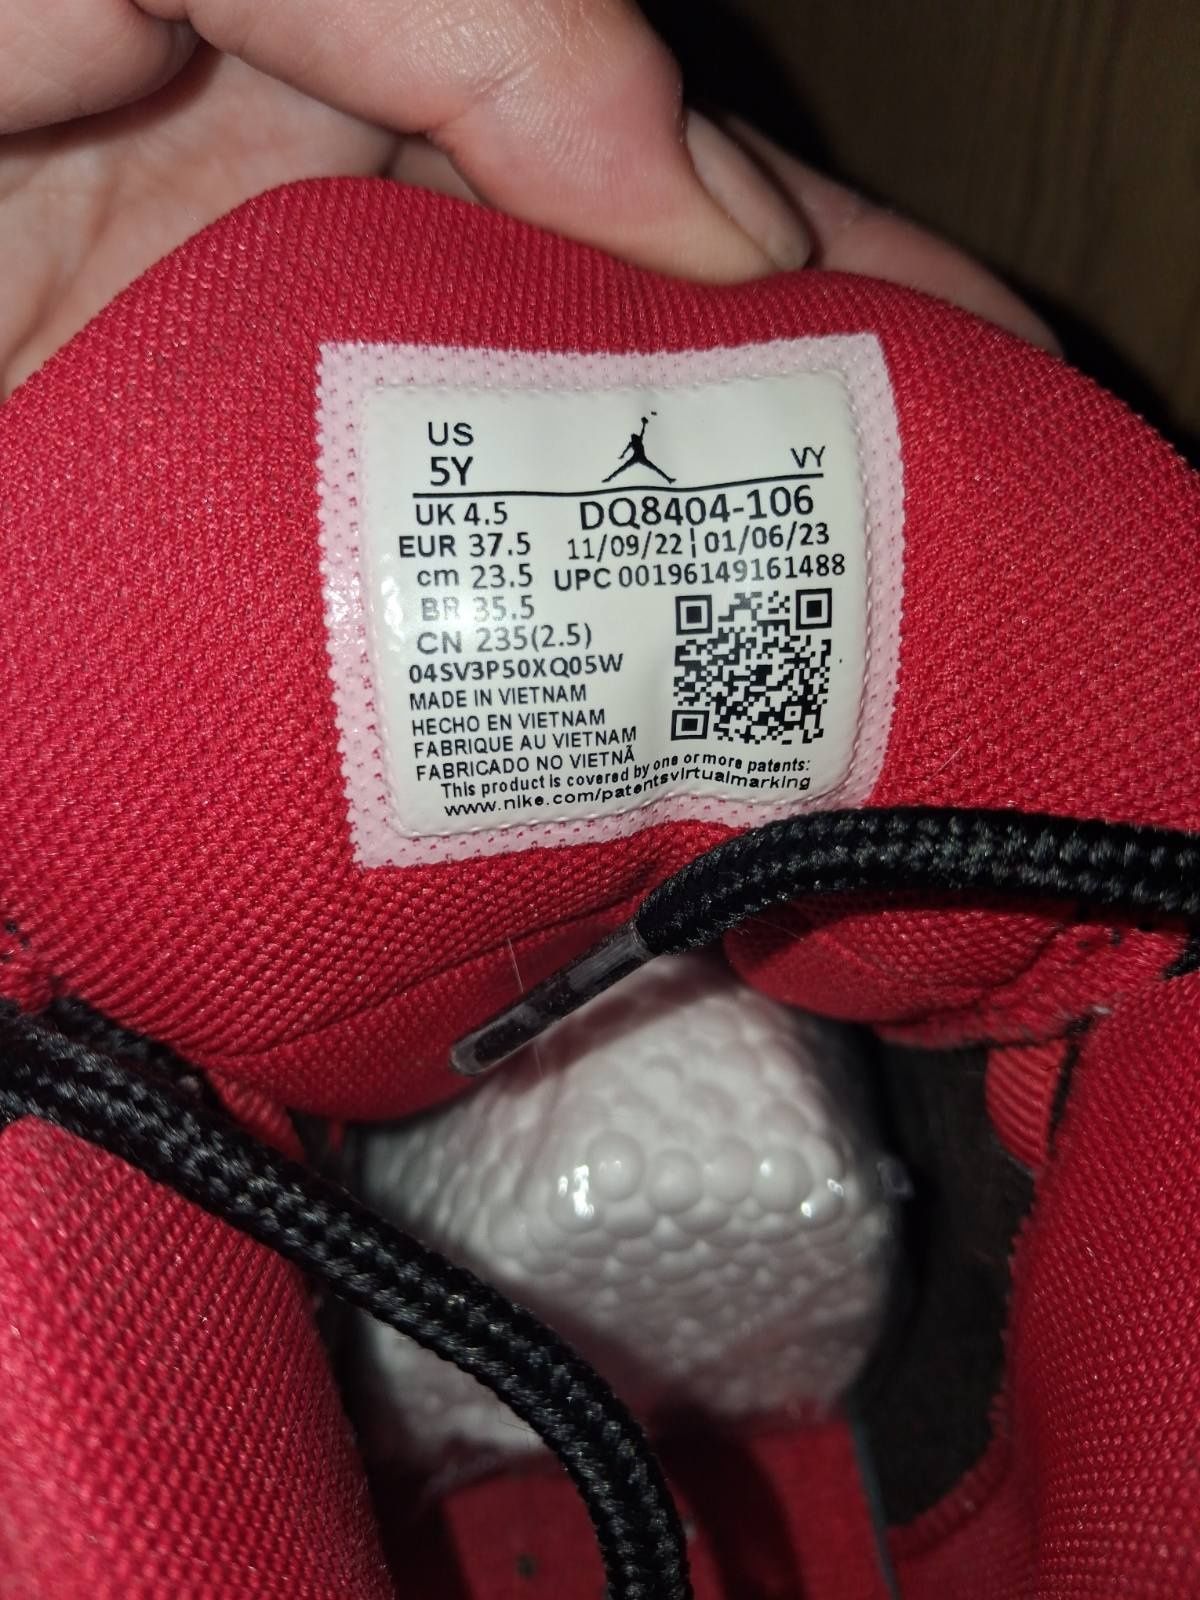 US
5Y
VY
UK 4.5
DQ8404-106
EUR 37.5
11/09/22 | 01/06/23
cm 23.5
UPC 00196149161488
BR 35.5
CN 235(2.5)
04SV3P50XQ05W
MADE IN VIETNAM
HECHO EN VIETNAM
FABRIQUE AU VIETNAM
FABRICADO NO VIETNÃ
This product is covered by one or more patents:
www.nike.com/patentsvirtualmarking